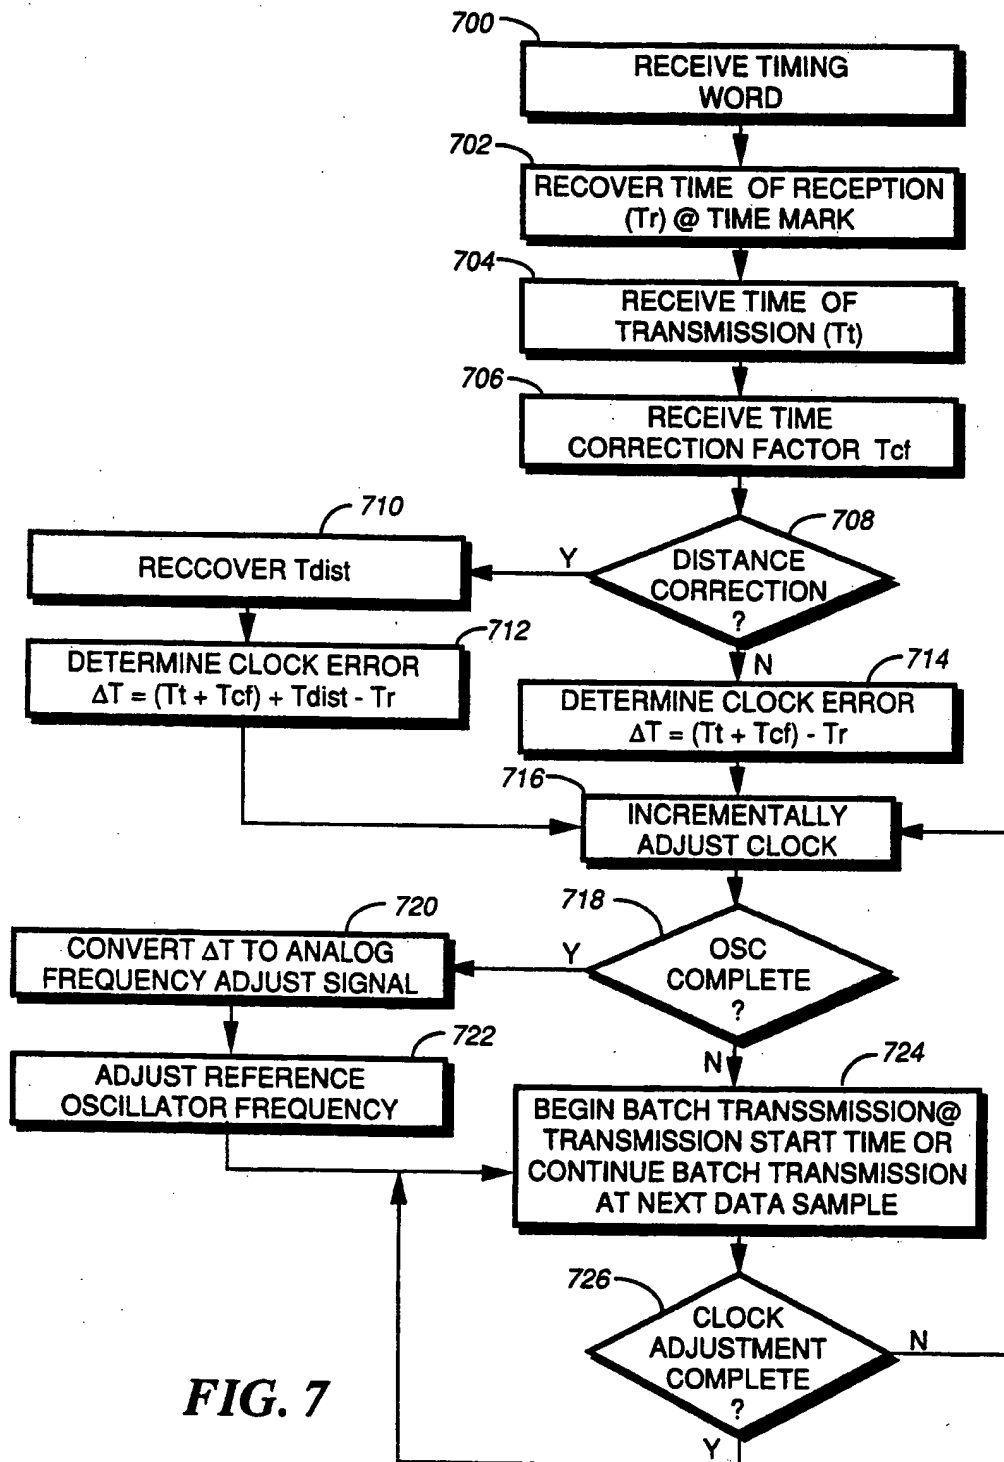 700
RECEIVE TIMING
WORD
702
RECOVER TIME OF RECEPTION
(Tr) @ TIME MARK
704
RECEIVE TIME OF
TRANSMISSION (Tt)
706
RECEIVE TIME
CORRECTION FACTOR Tcf
708
DISTANCE
CORRECTION
?
Y
N
710
RECCOVER Tdist
712
DETERMINE CLOCK ERROR
ΔT = (Tt + Tcf) + Tdist - Tr
714
DETERMINE CLOCK ERROR
ΔT = (Tt + Tcf) - Tr
716
INCREMENTALLY
ADJUST CLOCK
718
OSC
COMPLETE
?
Y
N
720
CONVERT ΔT TO ANALOG
FREQUENCY ADJUST SIGNAL
722
ADJUST REFERENCE
OSCILLATOR FREQUENCY
724
BEGIN BATCH TRANSSMISSION@
TRANSMISSION START TIME OR
CONTINUE BATCH TRANSMISSION
AT NEXT DATA SAMPLE
726
CLOCK
ADJUSTMENT
COMPLETE
?
N
Y
FIG. 7